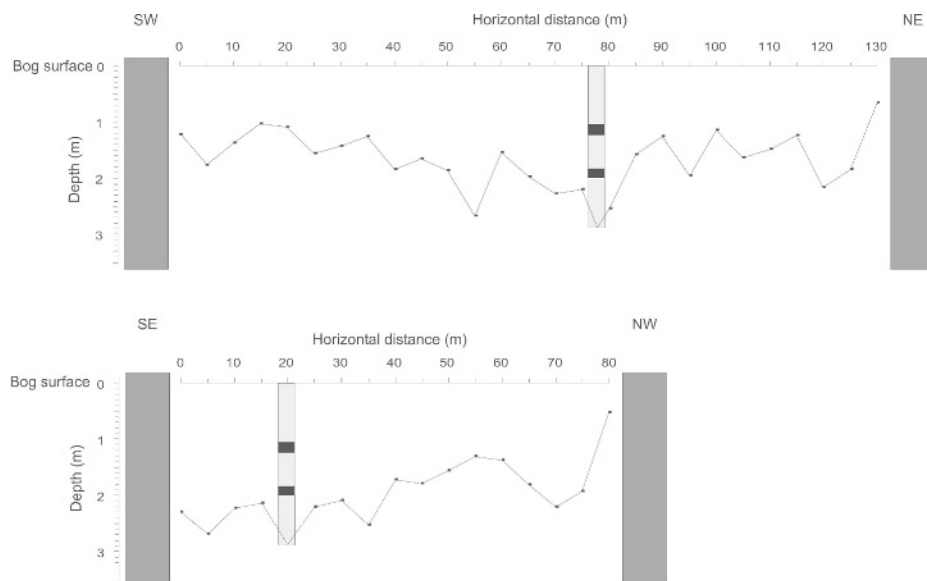 SW Horizontal distance (m) NE
0 10 20 30 40 50 60 70 80 90 100 110 120 130
Bog surface 0
1
2
3
Depth (m)
SE NW
Horizontal distance (m)
0 10 20 30 40 50 60 70 80
Bog surface 0
1
2
3
Depth (m)